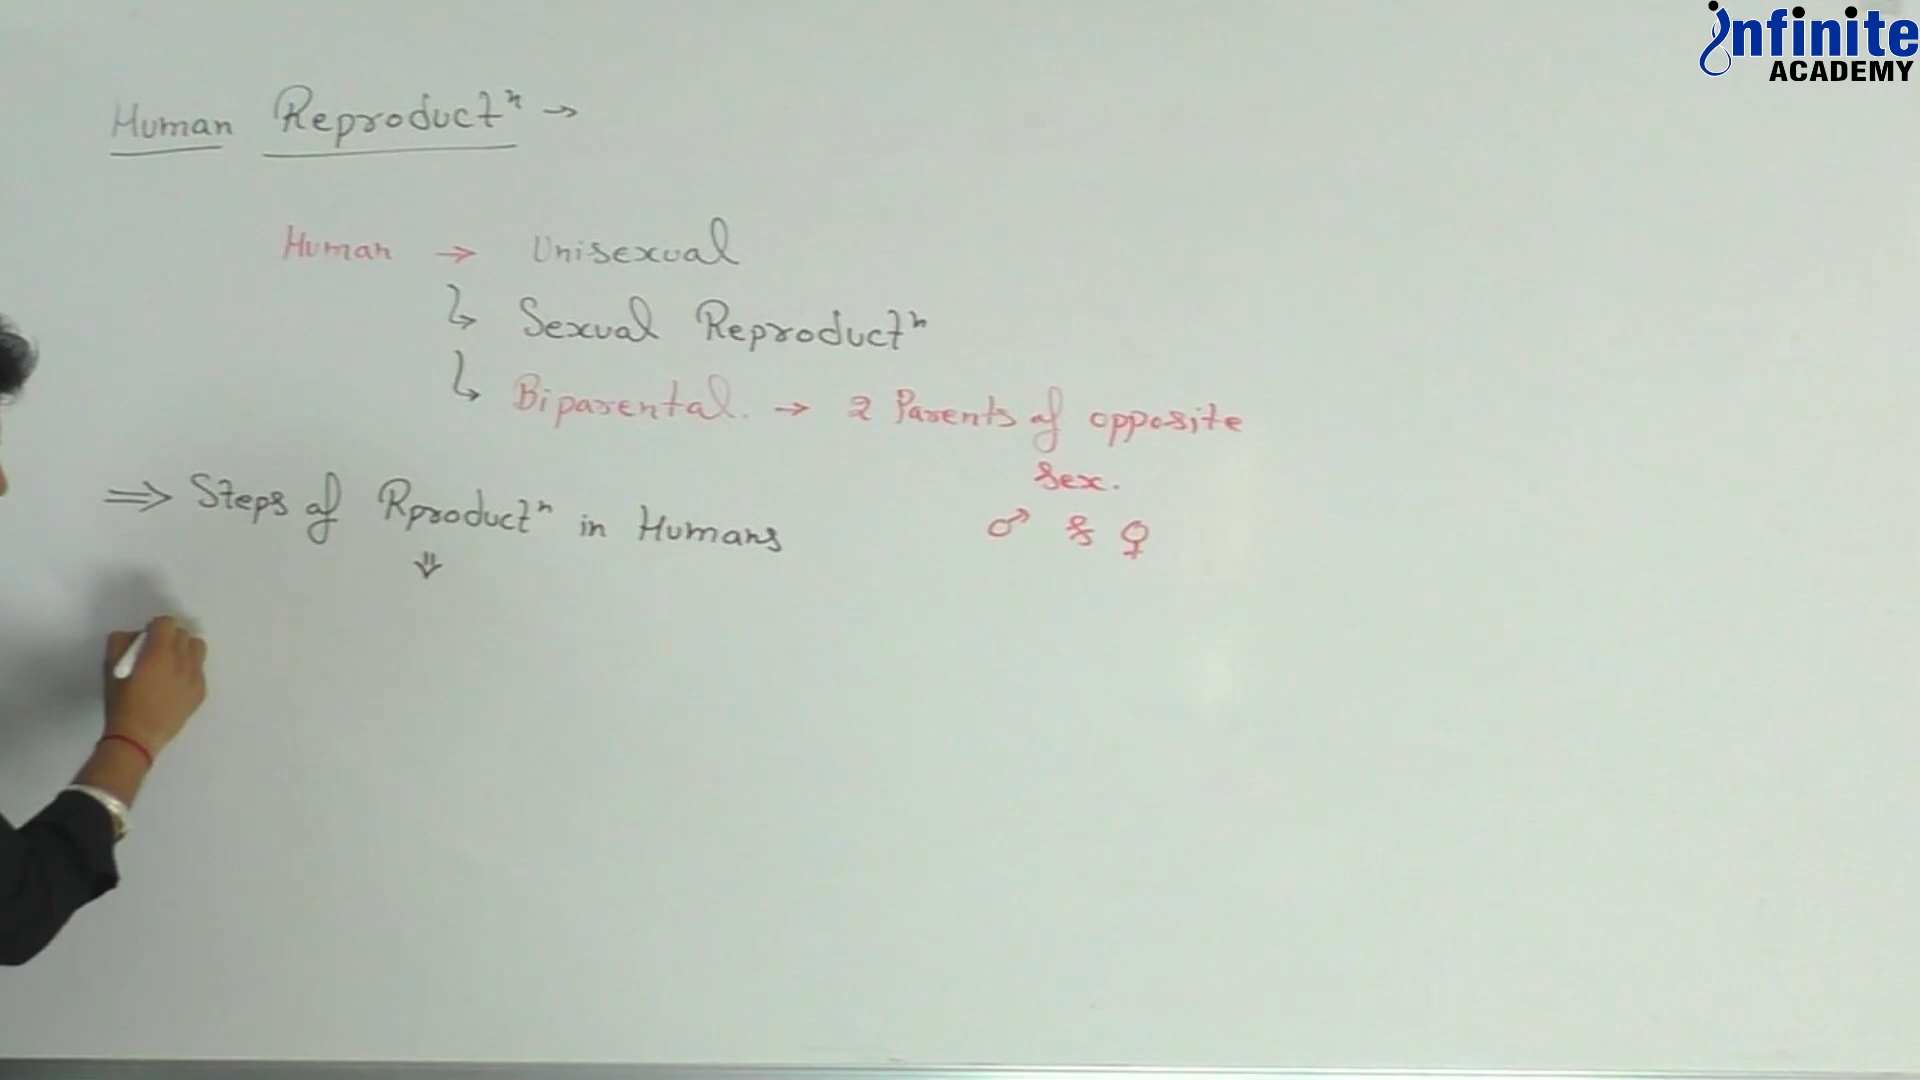 Infinite
ACADEMY
Human Reproductⁿ →
Human → Unisexual
↳ Sexual Reproductⁿ
↳ Biparental. → 2 Parents of opposite
Sex.
♂ & ♀
⇒ Steps of Rproductⁿ in Humans
⇓